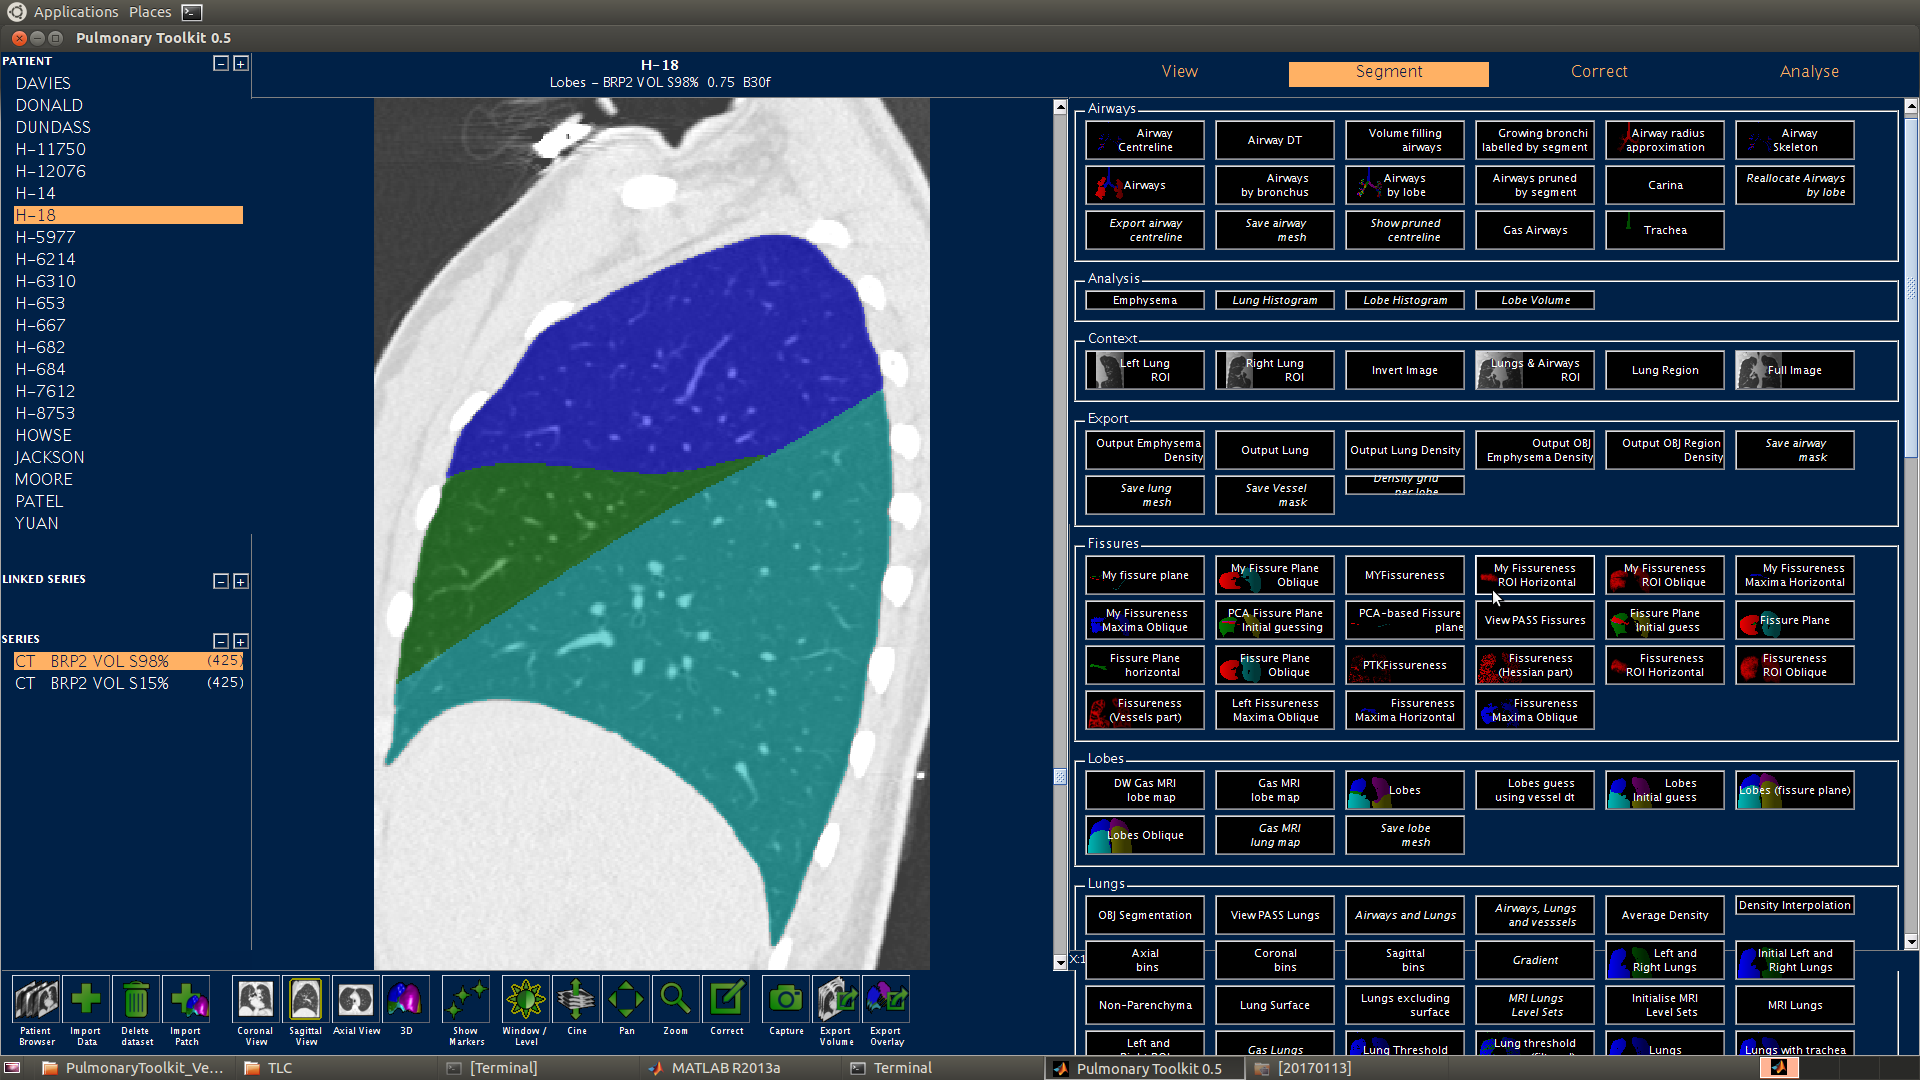 Applications Places
Pulmonary Toolkit 0.5
PATIENT
DAVIES
DONALD
DUNDASS
H-11750
H-12076
H-14
H-18
H-5977
H-6214
H-6310
H-653
H-667
H-682
H-684
H-7612
H-8753
HOWSE
JACKSON
MOORE
PATEL
YUAN
LINKED SERIES
SERIES
CT BRP2 VOL S98% (425)
CT BRP2 VOL S15% (425)
H-18
Lobes - BRP2 VOL S98% 0.75 B30f
View Segment Correct Analyse
Airways
Airway Centreline
Airway DT
Volume filling airways
Growing bronchi labelled by segment
Airway radius approximation
Airway Skeleton
Airways
Airways by bronchus
Airways by lobe
Airways pruned by segment
Carina
Reallocate Airways by lobe
Export airway centreline
Save airway mesh
Show pruned centreline
Gas Airways
Trachea
Analysis
Emphysema
Lung Histogram
Lobe Histogram
Lobe Volume
Context
Left Lung ROI
Right Lung ROI
Invert Image
Lungs & Airways ROI
Lung Region
Full Image
Export
Output Emphysema Density
Output Lung
Output Lung Density
Output OBJ Emphysema Density
Output OBJ Region Density
Save airway mask
Save lung mesh
Save Vessel mask
Density grid per lobe
Fissures
My fissure plane
My Fissure Plane Oblique
MYFissureness
My Fissureness ROI Horizontal
My Fissureness ROI Oblique
My Fissureness Maxima Horizontal
My Fissureness Maxima Oblique
PCA Fissure Plane Initial guessing
PCA-based Fissure plane
View PASS Fissures
Fissure Plane Initial guess
Fissure Plane
Fissure Plane horizontal
Fissure Plane Oblique
PTKFissureness
Fissureness (Hessian part)
Fissureness ROI Horizontal
Fissureness ROI Oblique
Fissureness (Vessels part)
Left Fissureness Maxima Oblique
Fissureness Maxima Horizontal
Fissureness Maxima Oblique
Lobes
DW Gas MRI lobe map
Gas MRI lobe map
Lobes
Lobes guess using vessel dt
Lobes Initial guess
Lobes (fissure plane)
Lobes Oblique
Gas MRI lung map
Save lobe mesh
Lungs
OBJ Segmentation
View PASS Lungs
Airways and Lungs
Airways, Lungs and vesssels
Average Density
Density Interpolation
X:1
Axial bins
Coronal bins
Sagittal bins
Gradient
Left and Right Lungs
Initial Left and Right Lungs
Non-Parenchyma
Lung Surface
Lungs excluding surface
MRI Lungs Level Sets
Initialise MRI Level Sets
MRI Lungs
Left and
Gas Lungs
Lung Threshold
Lung threshold
Lungs
Lungs with trachea
Patient Browser
Import Data
Delete dataset
Import Patch
Coronal View
Sagittal View
Axial View
3D
Show Markers
Window / Level
Cine
Pan
Zoom
Correct
Capture
Export Volume
Export Overlay
PulmonaryToolkit_Ve...
TLC
[Terminal]
MATLAB R2013a
Terminal
Pulmonary Toolkit 0.5
[20170113]